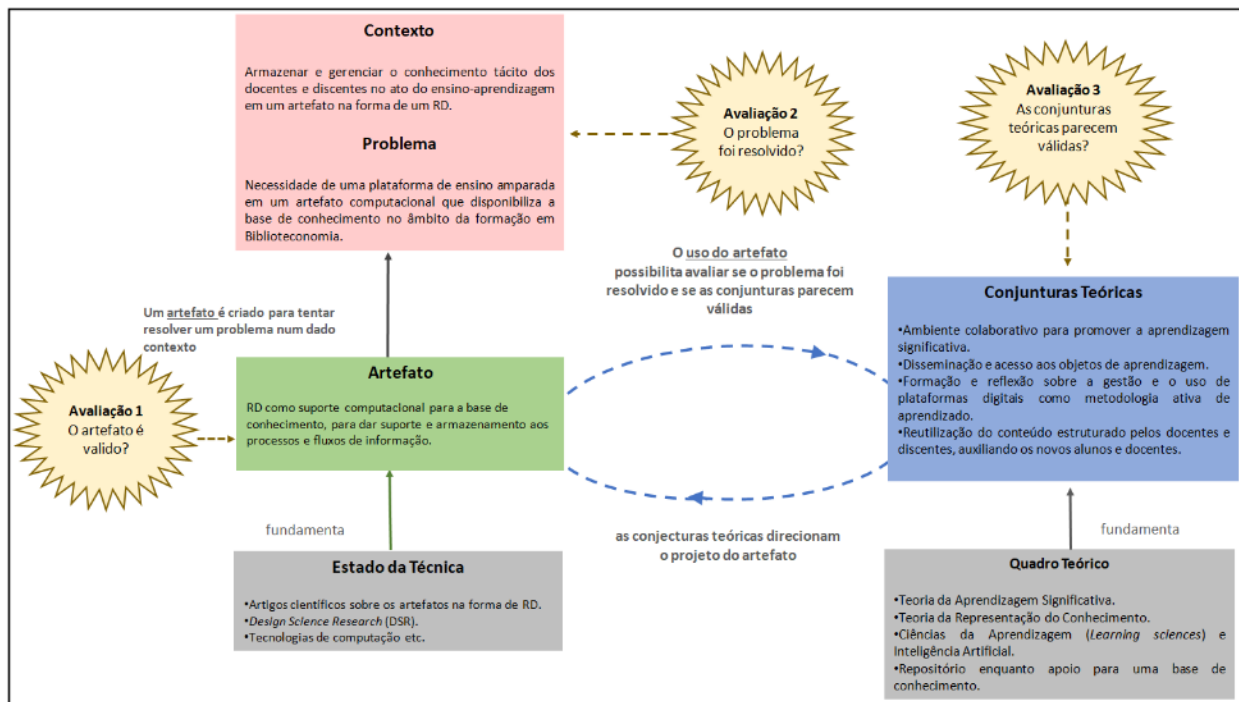 Contexto
Armazenar e gerenciar o conhecimento tácito dos
docentes e discentes no ato do ensino-aprendizagem
em um artefato na forma de um RD.
Problema
Necessidade de uma plataforma de ensino amparada
em um artefato computacional que disponibiliza a
base de conhecimento no âmbito da formação em
Biblioteconomia.
Avaliação 2
O problema
foi resolvido?
Avaliação 3
As conjunturas
teóricas parecem
válidas?
O uso do artefato
possibilita avaliar se o problema foi
resolvido e se as conjunturas parecem
válidas
Um artefato é criado para tentar
resolver um problema num dado
contexto
Avaliação 1
O artefato é
valido?
Artefato
RD como suporte computacional para a base de
conhecimento, para dar suporte e armazenamento aos
processos e fluxos de informação.
Conjunturas Teóricas
•Ambiente colaborativo para promover a aprendizagem
significativa.
•Disseminação e acesso aos objetos de aprendizagem.
•Formação e reflexão sobre a gestão e o uso de
plataformas digitais como metodologia ativa de
aprendizado.
•Reutilização do conteúdo estruturado pelos docentes e
discentes, auxiliando os novos alunos e docentes.
fundamenta
as conjecturas teóricas direcionam
o projeto do artefato
fundamenta
Estado da Técnica
•Artigos científicos sobre os artefatos na forma de RD.
•Design Science Research (DSR).
•Tecnologias de computação etc.
Quadro Teórico
•Teoria da Aprendizagem Significativa.
•Teoria da Representação do Conhecimento.
•Ciências da Aprendizagem (Learning sciences) e
Inteligência Artificial.
•Repositório enquanto apoio para uma base de
conhecimento.